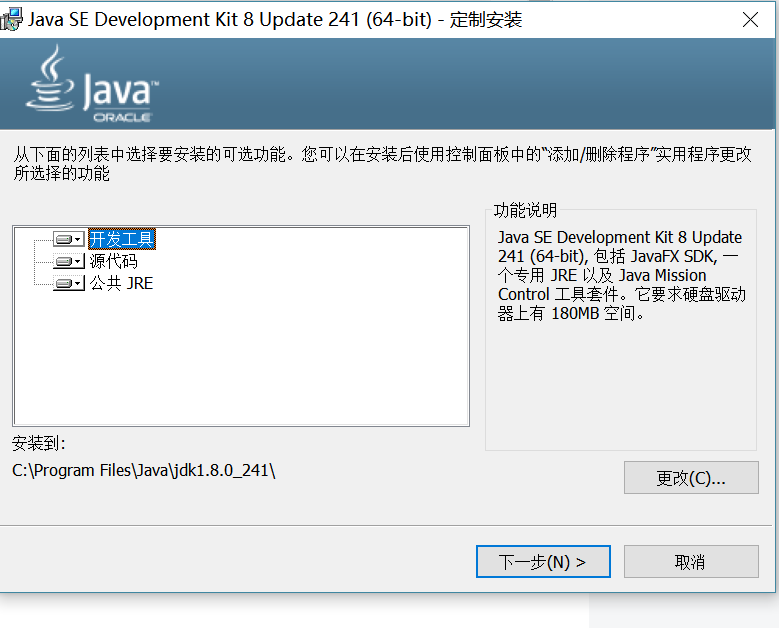 Java SE Development Kit 8 Update 241 (64-bit) - 定制安装
Java™
ORACLE
从下面的列表中选择要安装的可选功能。您可以在安装后使用控制面板中的“添加/删除程序”实用程序更改
所选择的功能
开发工具
源代码
公共 JRE
功能说明
Java SE Development Kit 8 Update
241 (64-bit), 包括 JavaFX SDK, 一
个专用 JRE 以及 Java Mission
Control 工具套件。它要求硬盘驱动
器上有 180MB 空间。
安装到:
C:\Program Files\Java\jdk1.8.0_241\
更改(C)...
下一步(N) >
取消